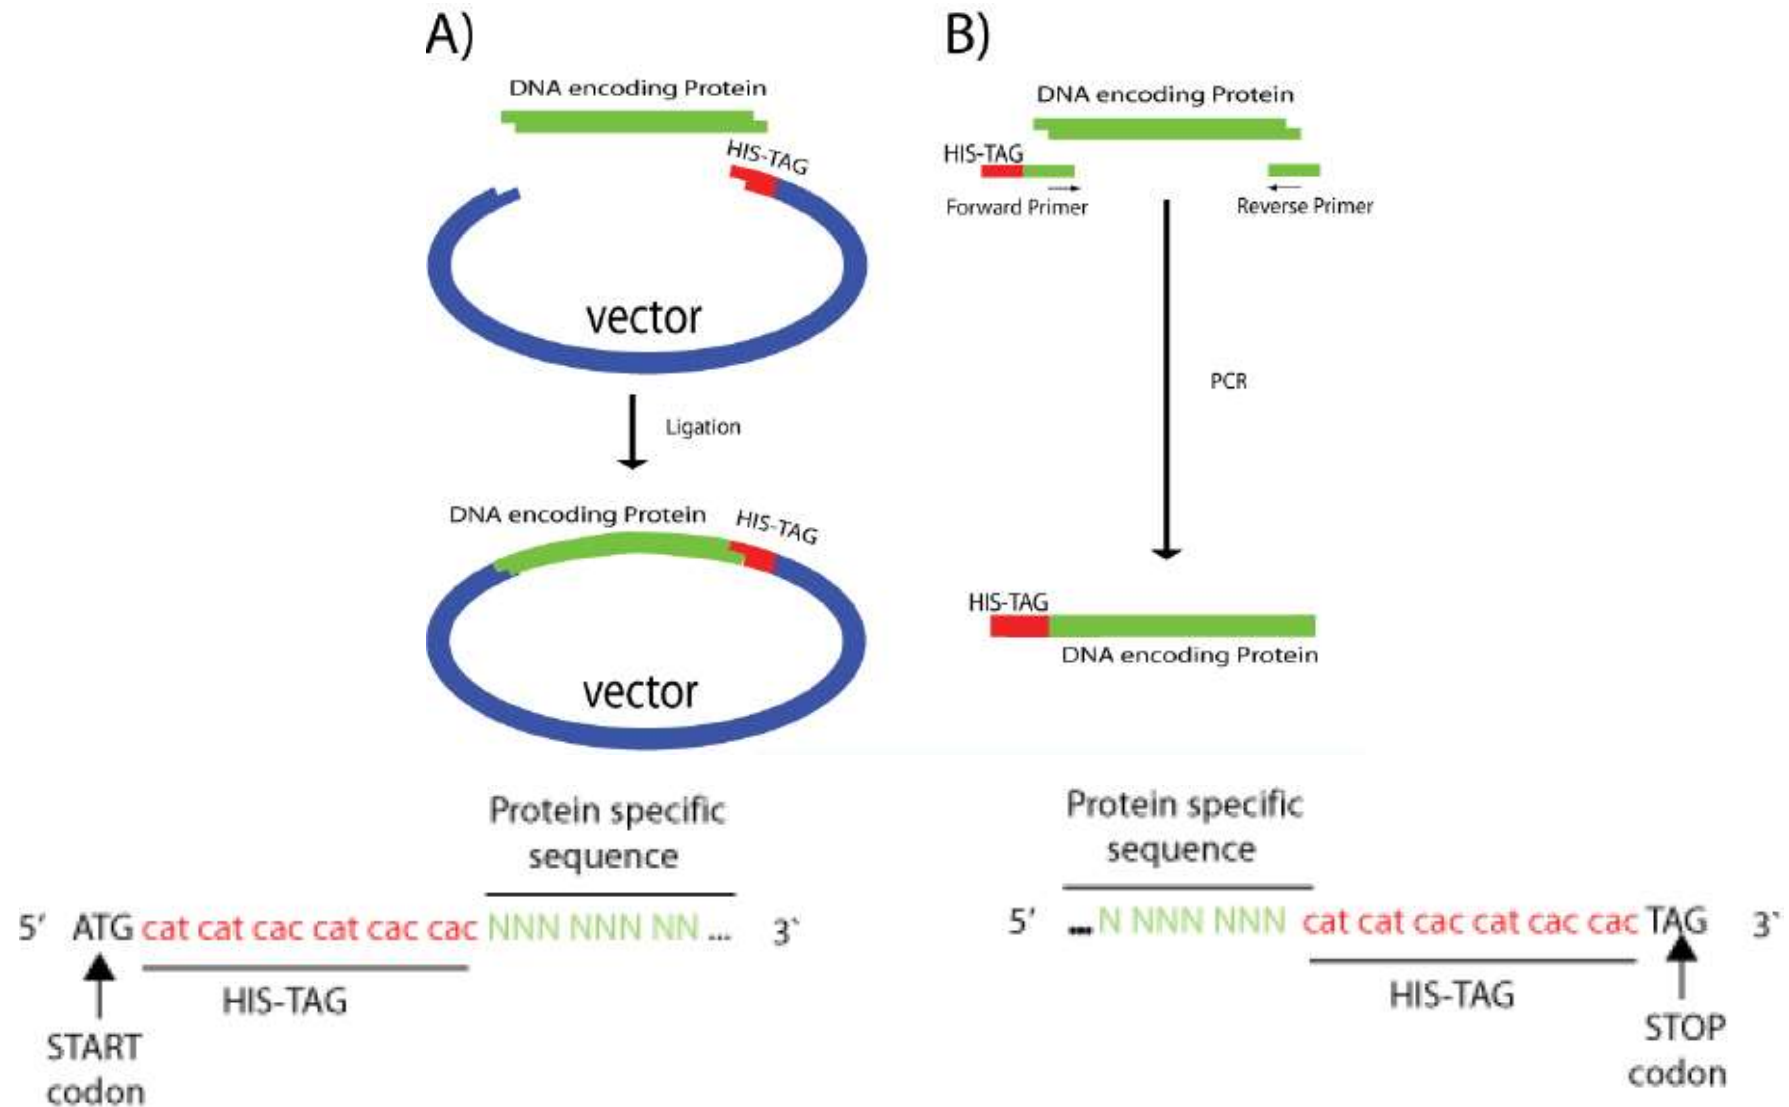 A)
DNA encoding Protein
HIS-TAG
vector
Ligation
DNA encoding Protein
HIS-TAG
vector
B)
DNA encoding Protein
HIS-TAG
Forward Primer
Reverse Primer
PCR
HIS-TAG
DNA encoding Protein
Protein specific
sequence
5' ATG cat cat cac cat cac cac NNN NNN NN ... 3`
HIS-TAG
START
codon
Protein specific
sequence
5' ... N NNN NNN cat cat cac cat cac cac TAG 3`
HIS-TAG
STOP
codon